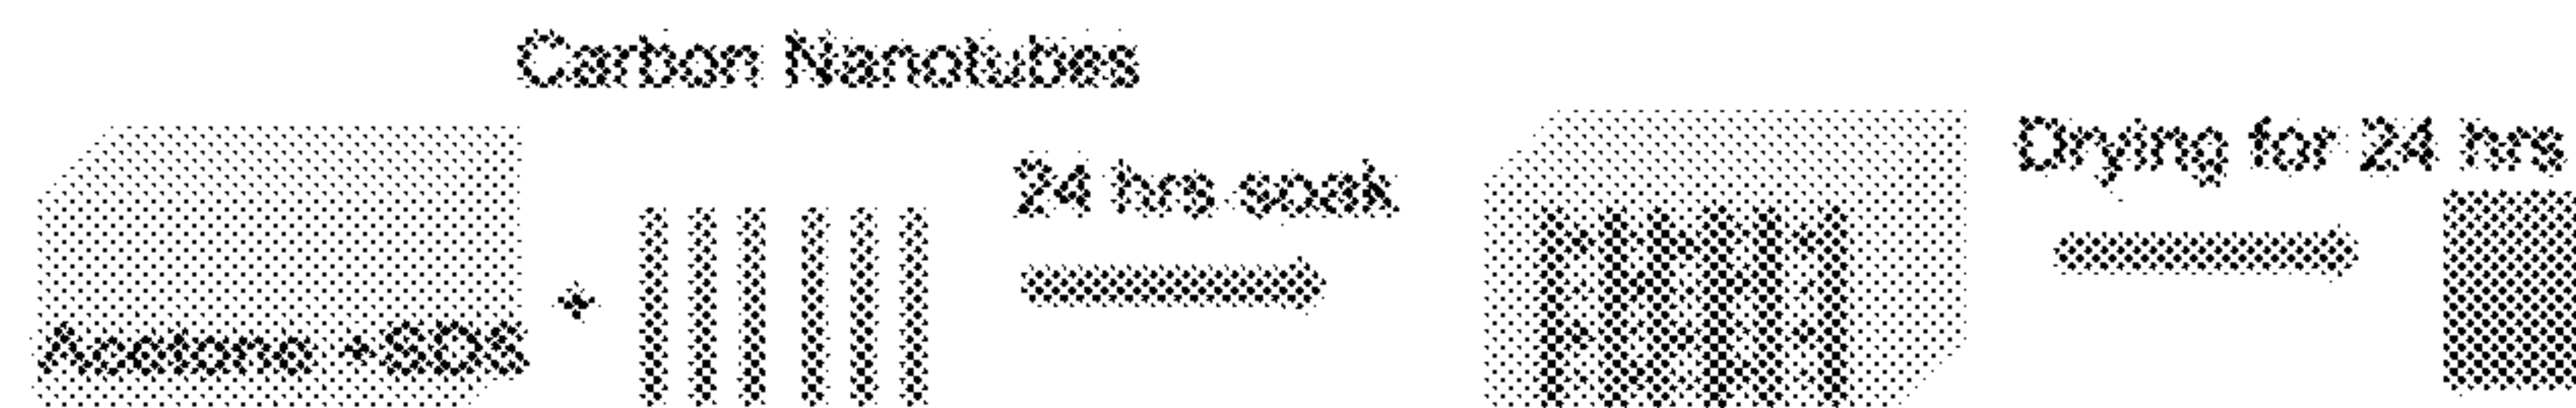 Carbon Nanotubes
24 hrs soak
Drying for 24 hrs
+
Acetone +SDS